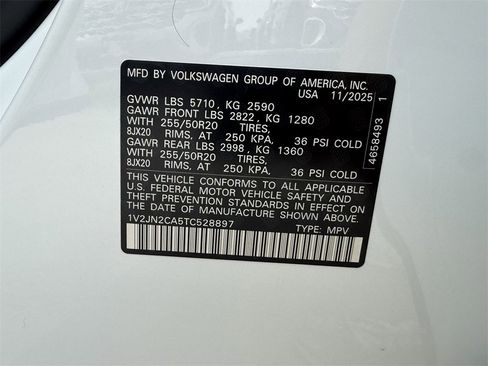 MFD BY VOLKSWAGEN GROUP OF AMERICA, INC.
USA 11/2025
GVWR LBS 5710, KG 2590
GAWR FRONT LBS 2822, KG 1280
WITH 255/50R20 TIRES,
8JX20 RIMS, AT 250 KPA, 36 PSI COLD
GAWR REAR LBS 2998, KG 1360
WITH 255/50R20 TIRES,
8JX20 RIMS, AT 250 KPA, 36 PSI COLD
THIS VEHICLE CONFORMS TO ALL APPLICABLE
U.S. FEDERAL MOTOR VEHICLE SAFETY AND
THEFT PREVENTION STANDARDS IN EFFECT ON
THE DATE OF MANUFACTURE SHOWN ABOVE.
1V2JN2CA5TC528897 TYPE: MPV
4658493 1